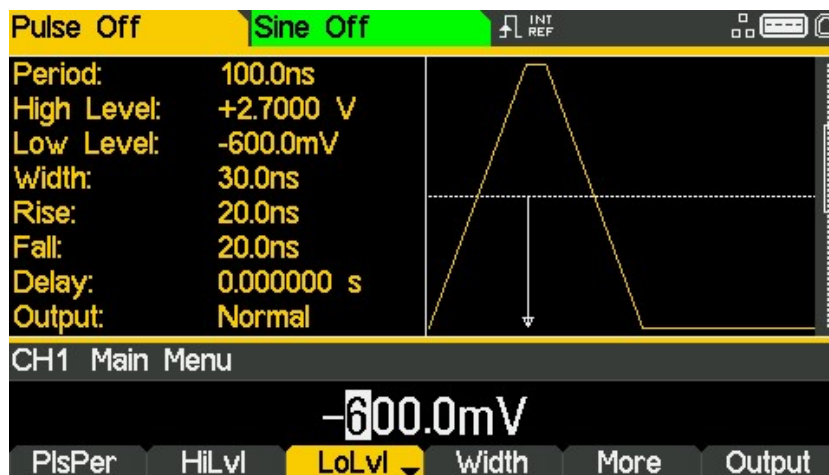 Pulse Off Sine Off INT REF
Period: 100.0ns
High Level: +2.7000 V
Low Level: -600.0mV
Width: 30.0ns
Rise: 20.0ns
Fall: 20.0ns
Delay: 0.000000 s
Output: Normal
CH1 Main Menu
-600.0mV
PlsPer HiLvl LoLvl Width More Output